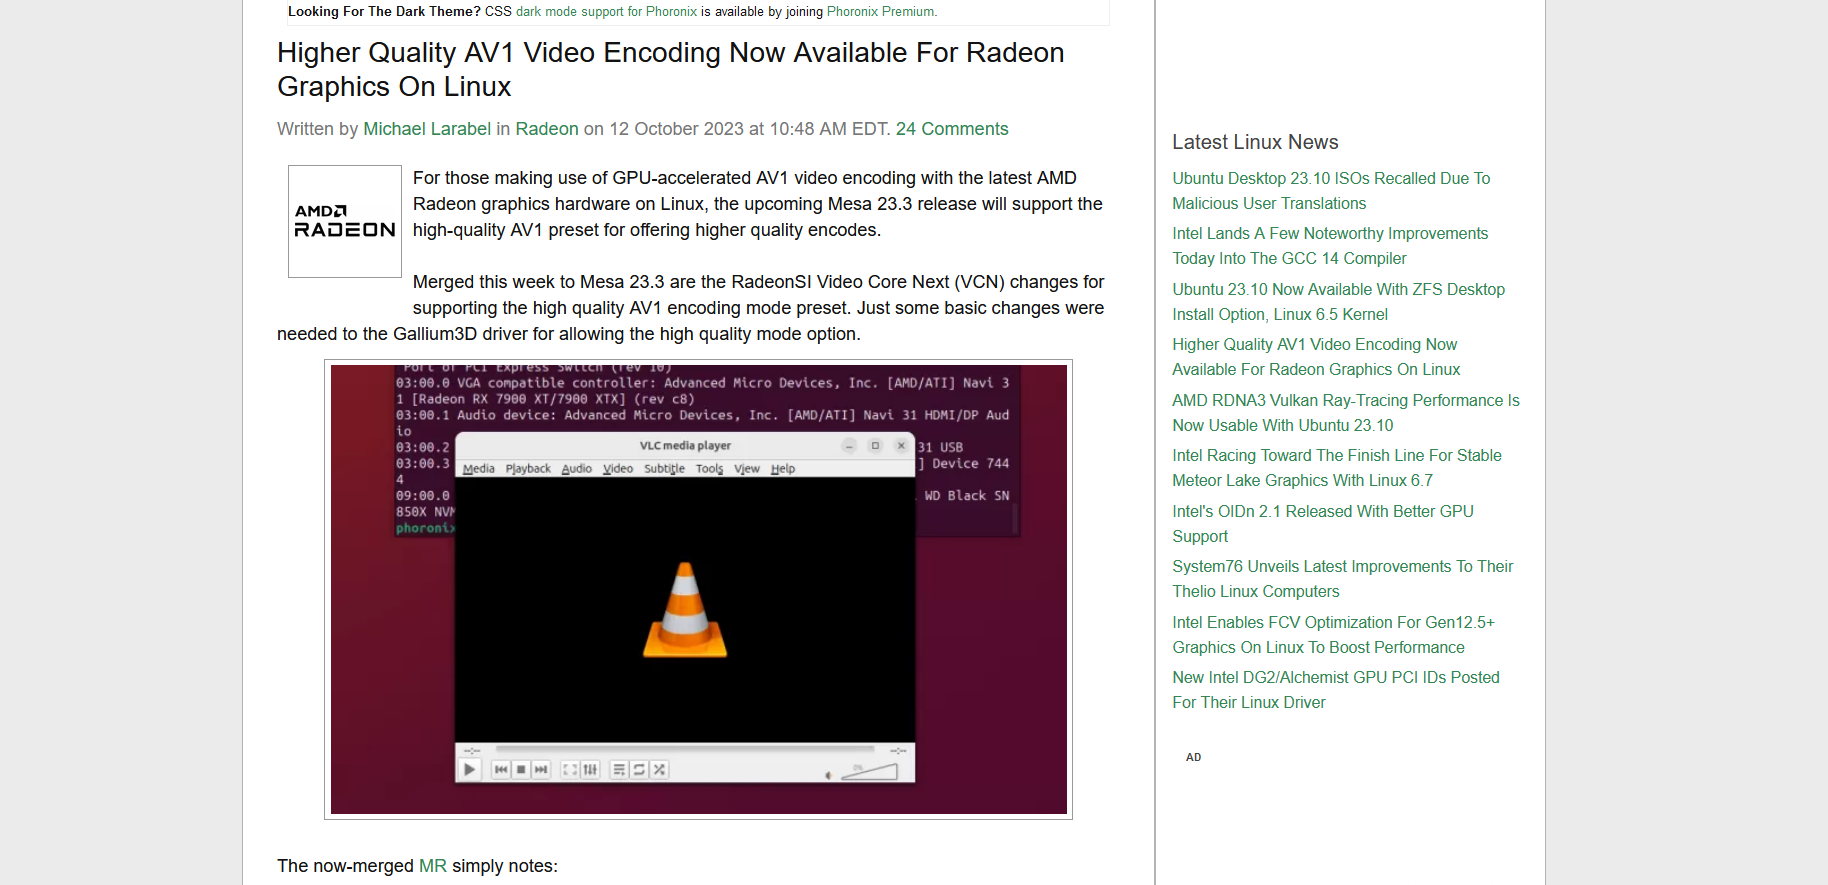 Looking For The Dark Theme? CSS dark mode support for Phoronix is available by joining Phoronix Premium.
Higher Quality AV1 Video Encoding Now Available For Radeon
Graphics On Linux
Written by Michael Larabel in Radeon on 12 October 2023 at 10:48 AM EDT. 24 Comments
AMD
RADEON
For those making use of GPU-accelerated AV1 video encoding with the latest AMD
Radeon graphics hardware on Linux, the upcoming Mesa 23.3 release will support the
high-quality AV1 preset for offering higher quality encodes.
Merged this week to Mesa 23.3 are the RadeonSI Video Core Next (VCN) changes for
supporting the high quality AV1 encoding mode preset. Just some basic changes were
needed to the Gallium3D driver for allowing the high quality mode option.
Port of PCI Express Switch (rev 10)
03:00.0 VGA compatible controller: Advanced Micro Devices, Inc. [AMD/ATI] Navi 3
1 [Radeon RX 7900 XT/7900 XTX] (rev c8)
03:00.1 Audio device: Advanced Micro Devices, Inc. [AMD/ATI] Navi 31 HDMI/DP Aud
io
03:00.2 31 USB
03:00.3 ] Device 744
4
09:00.0 WD Black SN
850X NVM
phoronix
VLC media player
Media Playback Audio Video Subtitle Tools View Help
--:-- --:--
0%
The now-merged MR simply notes:
Latest Linux News
Ubuntu Desktop 23.10 ISOs Recalled Due To
Malicious User Translations
Intel Lands A Few Noteworthy Improvements
Today Into The GCC 14 Compiler
Ubuntu 23.10 Now Available With ZFS Desktop
Install Option, Linux 6.5 Kernel
Higher Quality AV1 Video Encoding Now
Available For Radeon Graphics On Linux
AMD RDNA3 Vulkan Ray-Tracing Performance Is
Now Usable With Ubuntu 23.10
Intel Racing Toward The Finish Line For Stable
Meteor Lake Graphics With Linux 6.7
Intel's OIDn 2.1 Released With Better GPU
Support
System76 Unveils Latest Improvements To Their
Thelio Linux Computers
Intel Enables FCV Optimization For Gen12.5+
Graphics On Linux To Boost Performance
New Intel DG2/Alchemist GPU PCI IDs Posted
For Their Linux Driver
AD